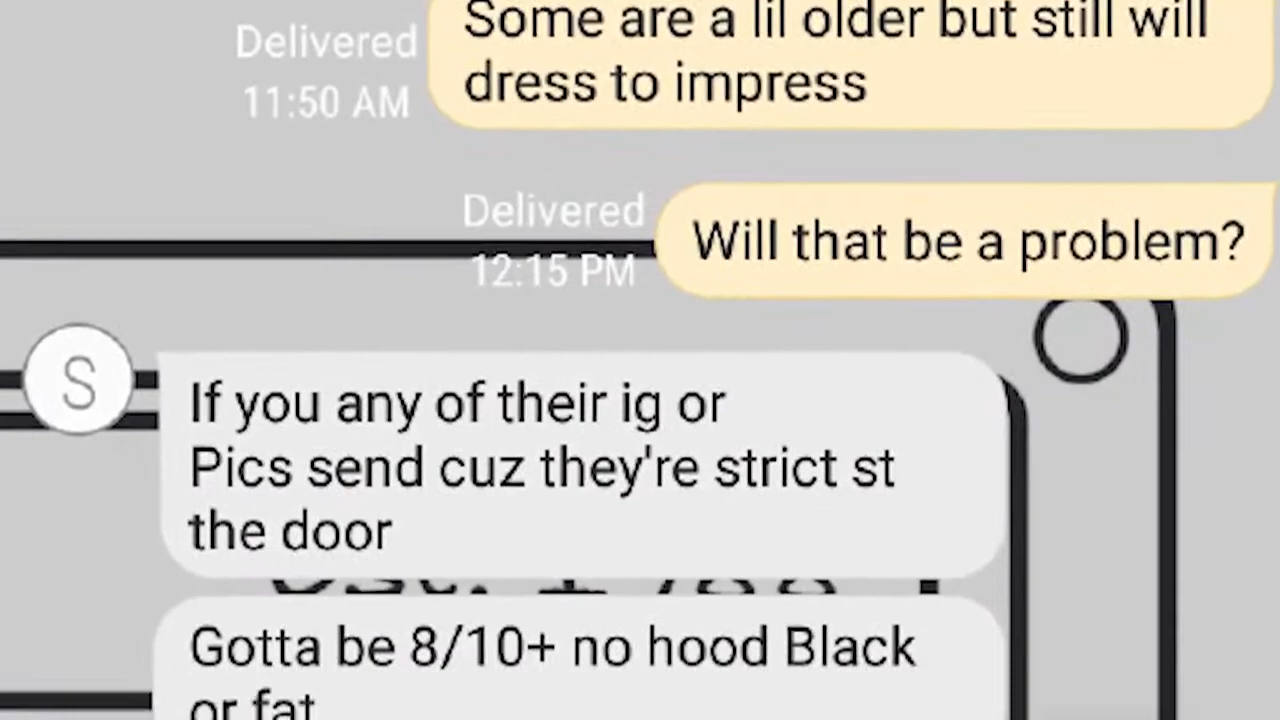 Some are a lil older but still will
dress to impress
Delivered
11:50 AM
Will that be a problem?
Delivered
12:15 PM
S
If you any of their ig or
Pics send cuz they're strict st
the door
Gotta be 8/10+ no hood Black
or fat